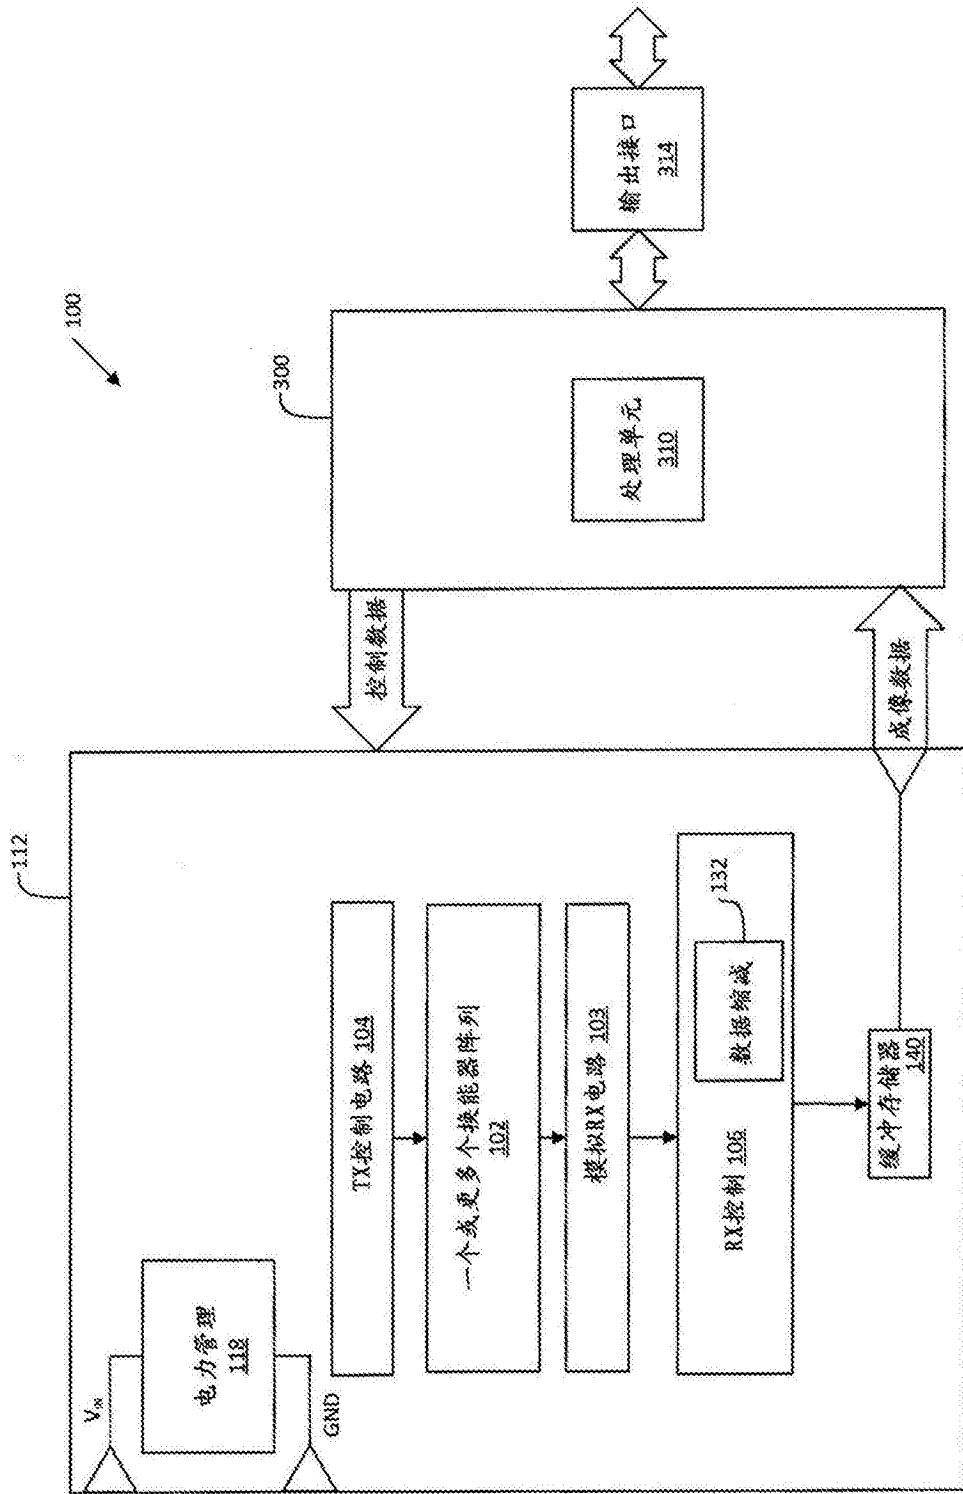 112
V_IN
电力管理
118
GND
TX控制电路 104
一个或更多个换能器阵列
102
模拟RX电路 103
RX控制 106
数据缩减
132
缓冲存储器
140
控制数据
成像数据
300
100
处理单元
310
输出接口
314